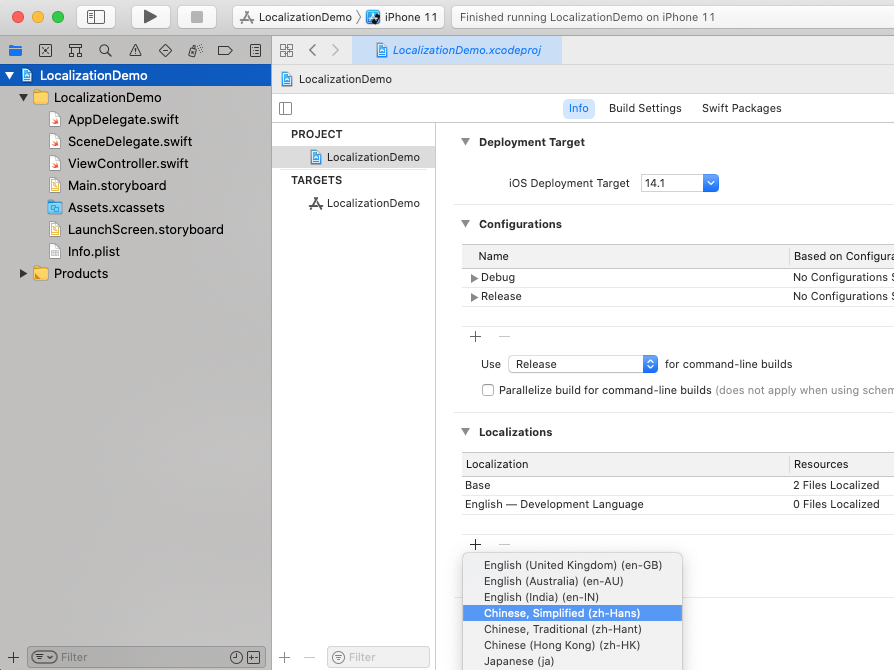 LocalizationDemo iPhone 11 Finished running LocalizationDemo on iPhone 11
LocalizationDemo.xcodeproj
LocalizationDemo
LocalizationDemo
AppDelegate.swift
SceneDelegate.swift
ViewController.swift
Main.storyboard
Assets.xcassets
LaunchScreen.storyboard
Info.plist
Products
Filter
LocalizationDemo
Info Build Settings Swift Packages
PROJECT
LocalizationDemo
TARGETS
LocalizationDemo
Filter
Deployment Target
iOS Deployment Target 14.1
Configurations
Name Based on Configura
Debug No Configurations S
Release No Configurations S
Use Release for command-line builds
Parallelize build for command-line builds (does not apply when using schem
Localizations
Localization Resources
Base 2 Files Localized
English — Development Language 0 Files Localized
English (United Kingdom) (en-GB)
English (Australia) (en-AU)
English (India) (en-IN)
Chinese, Simplified (zh-Hans)
Chinese, Traditional (zh-Hant)
Chinese (Hong Kong) (zh-HK)
Japanese (ja)